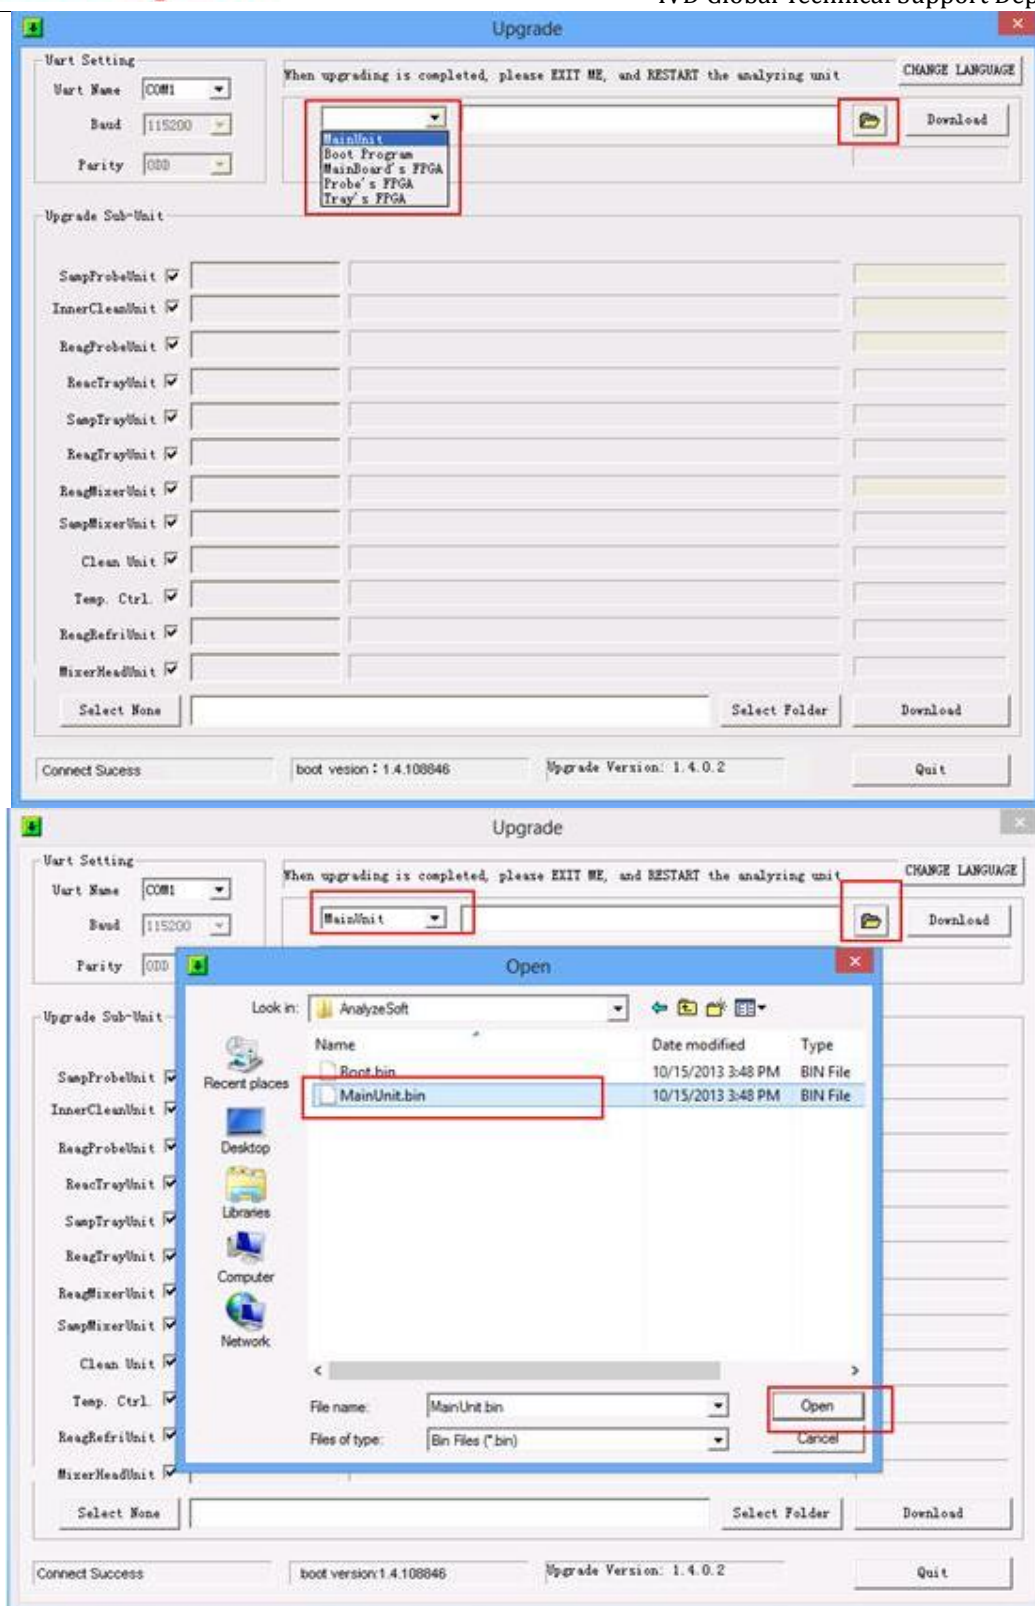 IVD Global Technical Support Dep
Upgrade
Uart Setting
When upgrading is completed, please EXIT ME, and RESTART the analyzing unit
CHANGE LANGUAGE
Uart Name COM1
Baud 115200
Download
MainUnit
Boot Program
MainBoard's FPGA
Probe's FPGA
Tray's FPGA
Parity ODD
Upgrade Sub-Unit
SampProbeUnit
InnerCleanUnit
ReagProbeUnit
ReacTrayUnit
SampTrayUnit
ReagTrayUnit
ReagMixerUnit
SampMixerUnit
Clean Unit
Temp. Ctrl.
ReagRefriUnit
MixerHeadUnit
Select None
Select Folder
Download
Connect Sucess
boot vesion：1.4.108846
Upgrade Version: 1.4.0.2
Quit
Upgrade
Uart Setting
When upgrading is completed, please EXIT ME, and RESTART the analyzing unit
CHANGE LANGUAGE
Uart Name COM1
MainUnit
Baud 115200
Download
Parity ODD
Open
Look in: AnalyzeSoft
Upgrade Sub-Unit
Name Date modified Type
Boot.bin 10/15/2013 3:48 PM BIN File
MainUnit.bin 10/15/2013 3:48 PM BIN File
Recent places
Desktop
Libraries
Computer
Network
SampProbeUnit
InnerCleanUnit
ReagProbeUnit
ReacTrayUnit
SampTrayUnit
ReagTrayUnit
ReagMixerUnit
SampMixerUnit
Clean Unit
Temp. Ctrl.
ReagRefriUnit
MixerHeadUnit
File name: MainUnit.bin Open
Files of type: Bin Files (*.bin) Cancel
Select None
Select Folder
Download
Connect Success
boot version:1.4.108846
Upgrade Version: 1.4.0.2
Quit